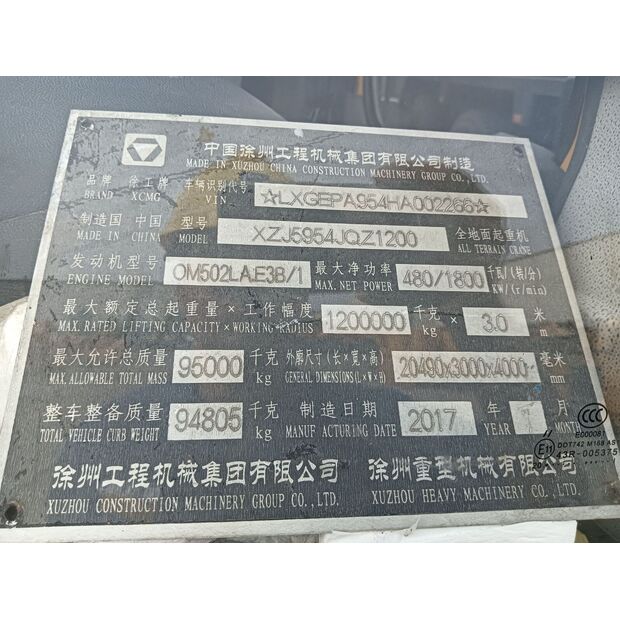 中国徐州工程机械集团有限公司制造
MADE IN XUZHOU CHINA CONSTRUCTION MACHINERY GROUP CO.,LTD.
品牌 徐工牌 车辆识别代号 ☆LXGEPA954HA002266☆
BRAND XCMG VIN
制造国 中国 型号 XZJ5954JQZ1200 全地面起重机
MADE IN CHINA MODEL ALL TERRAIN CRANE
发动机型号 OM502LA.E3B/1 最大净功率 480/1800 千瓦/(转/分)
ENGINE MODEL MAX. NET POWER KW/(r/min)
最大额定总起重量×工作幅度 1200000 千克 × 3.0 米
MAX. RATED LIFTING CAPACITY×WORKING RADIUS kg m
最大允许总质量 95000 千克 外廓尺寸(长×宽×高) 20490x3000x4000 毫米
MAX. ALLOWABLE TOTAL MASS kg GENERAL DIMENSIONS(L×W×H) mm
整车整备质量 94805 千克 制造日期 2017 年 月
TOTAL VEHICLE CURB WEIGHT kg MANUFACTURING DATE YEAR MONTH
徐州工程机械集团有限公司 徐州重型机械有限公司
XUZHOU CONSTRUCTION MACHINERY GROUP CO.,LTD. XUZHOU HEAVY MACHINERY CO.,LTD.
CCC
E000081
E11 DOT742 M168 AS
43R-005375